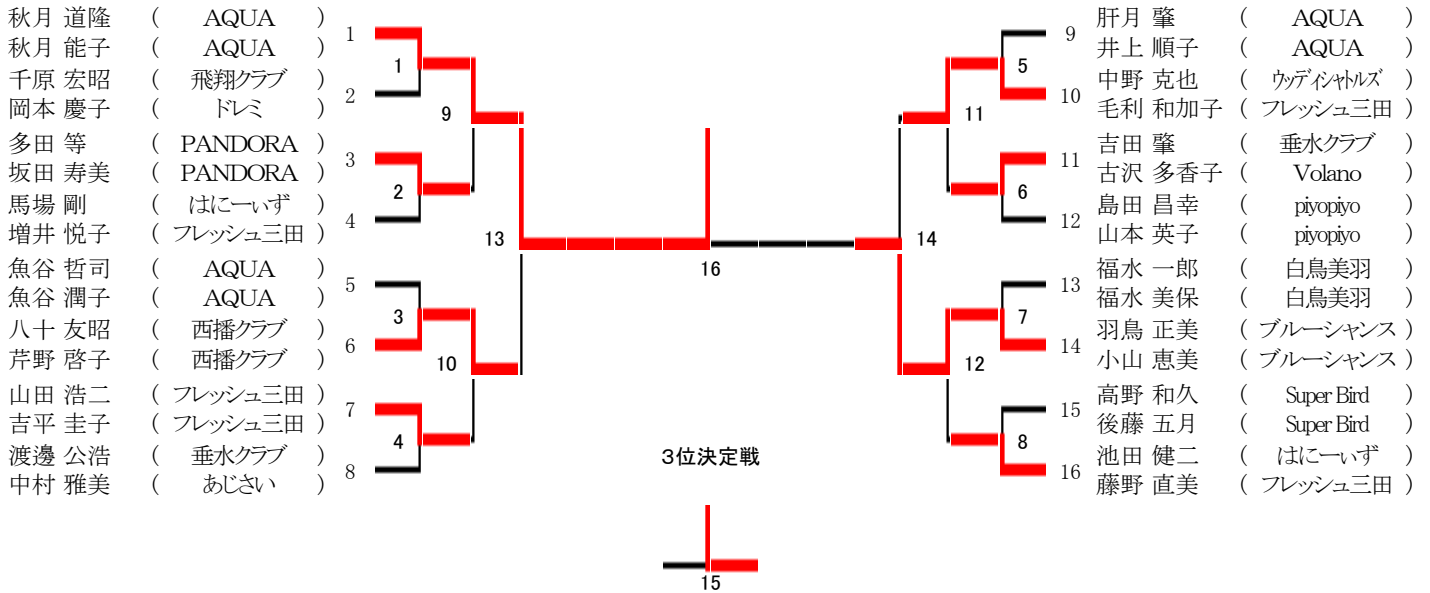 秋月 道隆 ( AQUA )
秋月 能子 ( AQUA )
千原 宏昭 ( 飛翔クラブ )
岡本 慶子 ( ドレミ )
多田 等 ( PANDORA )
坂田 寿美 ( PANDORA )
馬場 剛 ( はにーぃず )
増井 悦子 ( フレッシュ三田 )
魚谷 哲司 ( AQUA )
魚谷 潤子 ( AQUA )
八十 友昭 ( 西播クラブ )
芹野 啓子 ( 西播クラブ )
山田 浩二 ( フレッシュ三田 )
吉平 圭子 ( フレッシュ三田 )
渡邊 公浩 ( 垂水クラブ )
中村 雅美 ( あじさい )
1
2
3
4
5
6
7
8
1
2
3
4
9
10
13
16
3位決定戦
15
14
11
12
5
6
7
8
9
10
11
12
13
14
15
16
肝月 肇 ( AQUA )
井上 順子 ( AQUA )
中野 克也 ( ウッディシャトルズ )
毛利 和加子 ( フレッシュ三田 )
吉田 肇 ( 垂水クラブ )
古沢 多香子 ( Volano )
島田 昌幸 ( piyopiyo )
山本 英子 ( piyopiyo )
福水 一郎 ( 白鳥美羽 )
福水 美保 ( 白鳥美羽 )
羽鳥 正美 ( ブルーシャンス )
小山 恵美 ( ブルーシャンス )
高野 和久 ( Super Bird )
後藤 五月 ( Super Bird )
池田 健二 ( はにーぃず )
藤野 直美 ( フレッシュ三田 )